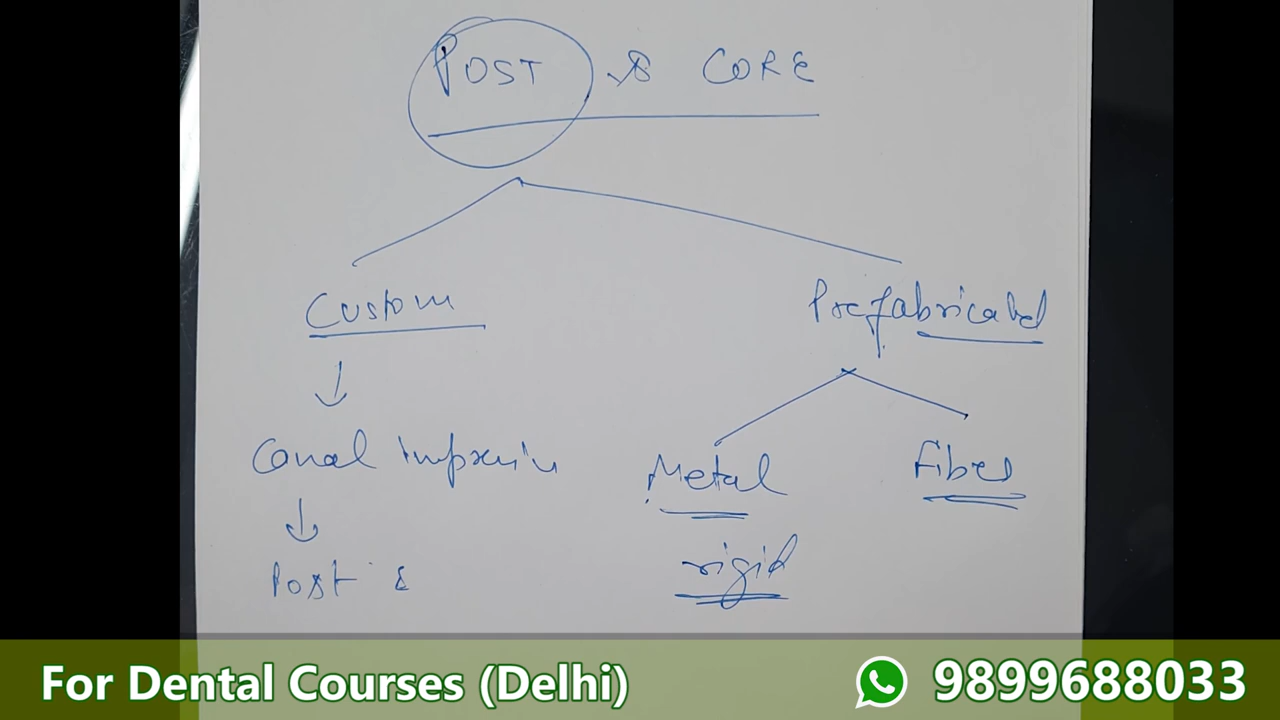 POST & CORE
Custom
Prefabricated
Canal impression
Metal
Fiber
Post &
rigid
For Dental Courses (Delhi)
9899688033